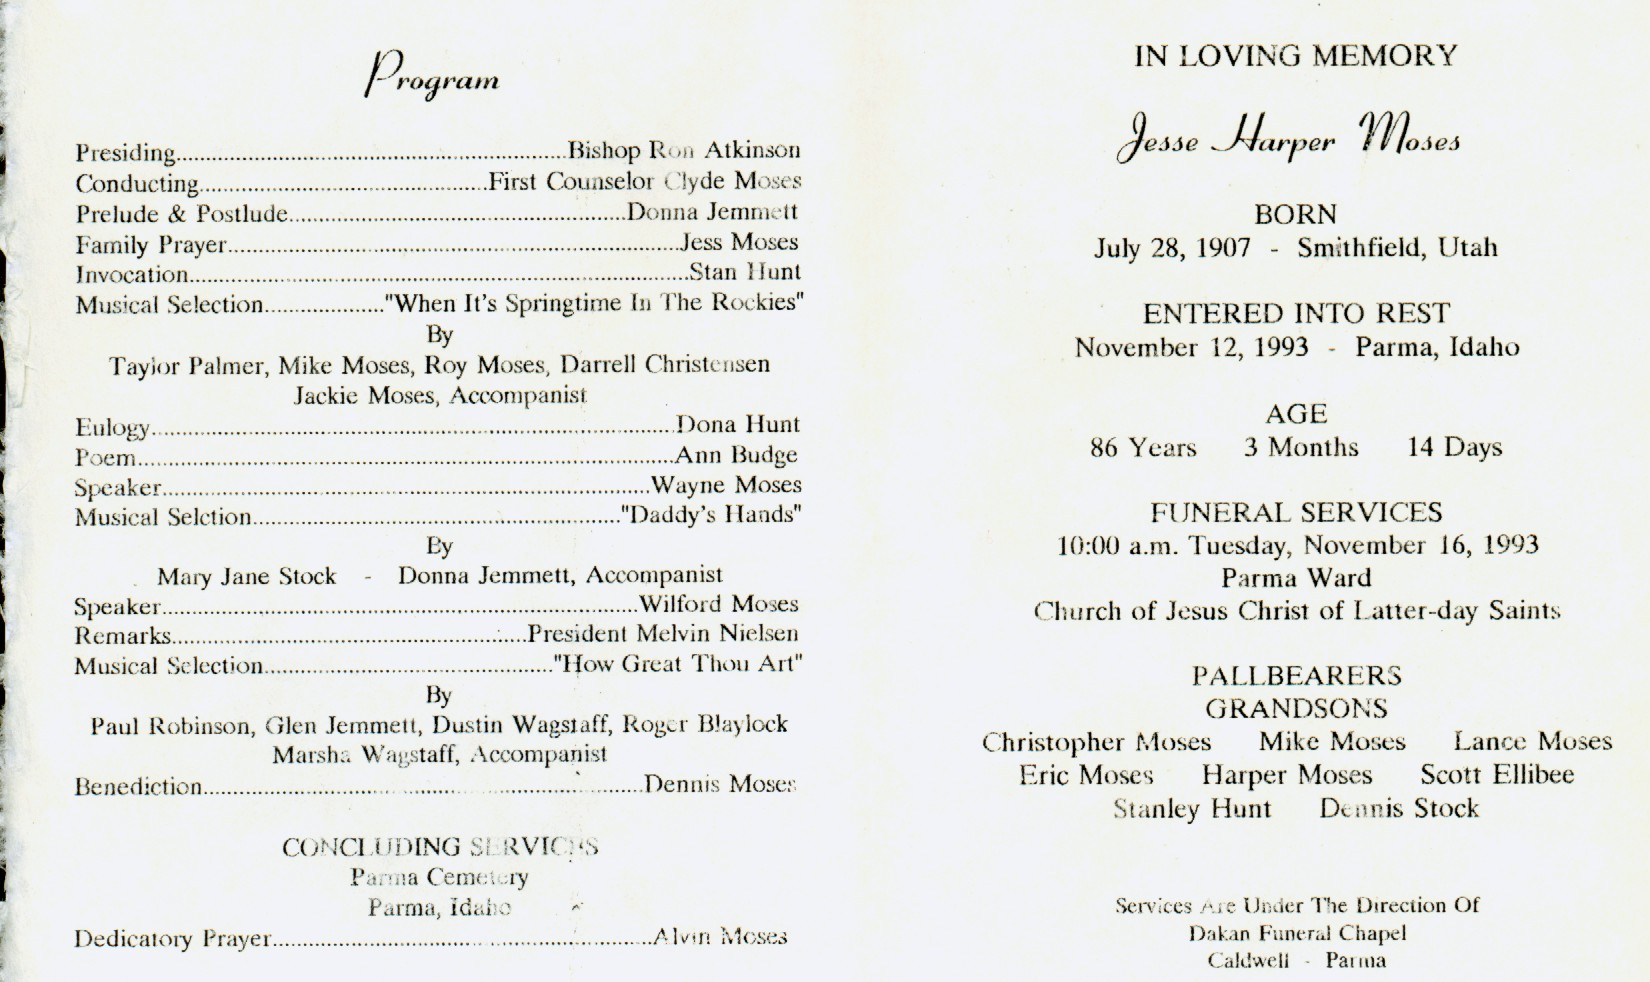 Program
Presiding........................Bishop Ron Atkinson
Conducting........................First Counselor Clyde Moses
Prelude & Postlude........................Donna Jemmett
Family Prayer........................Jess Moses
Invocation........................Stan Hunt
Musical Selection...................."When It's Springtime In The Rockies"
By
Taylor Palmer, Mike Moses, Roy Moses, Darrell Christensen
Jackie Moses, Accompanist
Eulogy........................Dona Hunt
Poem........................Ann Budge
Speaker........................Wayne Moses
Musical Selction........................"Daddy's Hands"
By
Mary Jane Stock - Donna Jemmett, Accompanist
Speaker........................Wilford Moses
Remarks........................President Melvin Nielsen
Musical Selection........................"How Great Thou Art"
By
Paul Robinson, Glen Jemmett, Dustin Wagstaff, Roger Blaylock
Marsha Wagstaff, Accompanist
Benediction........................Dennis Moses
CONCLUDING SERVICES
Parma Cemetery
Parma, Idaho
Dedicatory Prayer........................Alvin Moses
IN LOVING MEMORY
Jesse Harper Moses
BORN
July 28, 1907 - Smithfield, Utah
ENTERED INTO REST
November 12, 1993 - Parma, Idaho
AGE
86 Years 3 Months 14 Days
FUNERAL SERVICES
10:00 a.m. Tuesday, November 16, 1993
Parma Ward
Church of Jesus Christ of Latter-day Saints
PALLBEARERS
GRANDSONS
Christopher Moses Mike Moses Lance Moses
Eric Moses Harper Moses Scott Ellibee
Stanley Hunt Dennis Stock
Services Are Under The Direction Of
Dakan Funeral Chapel
Caldwell - Parma